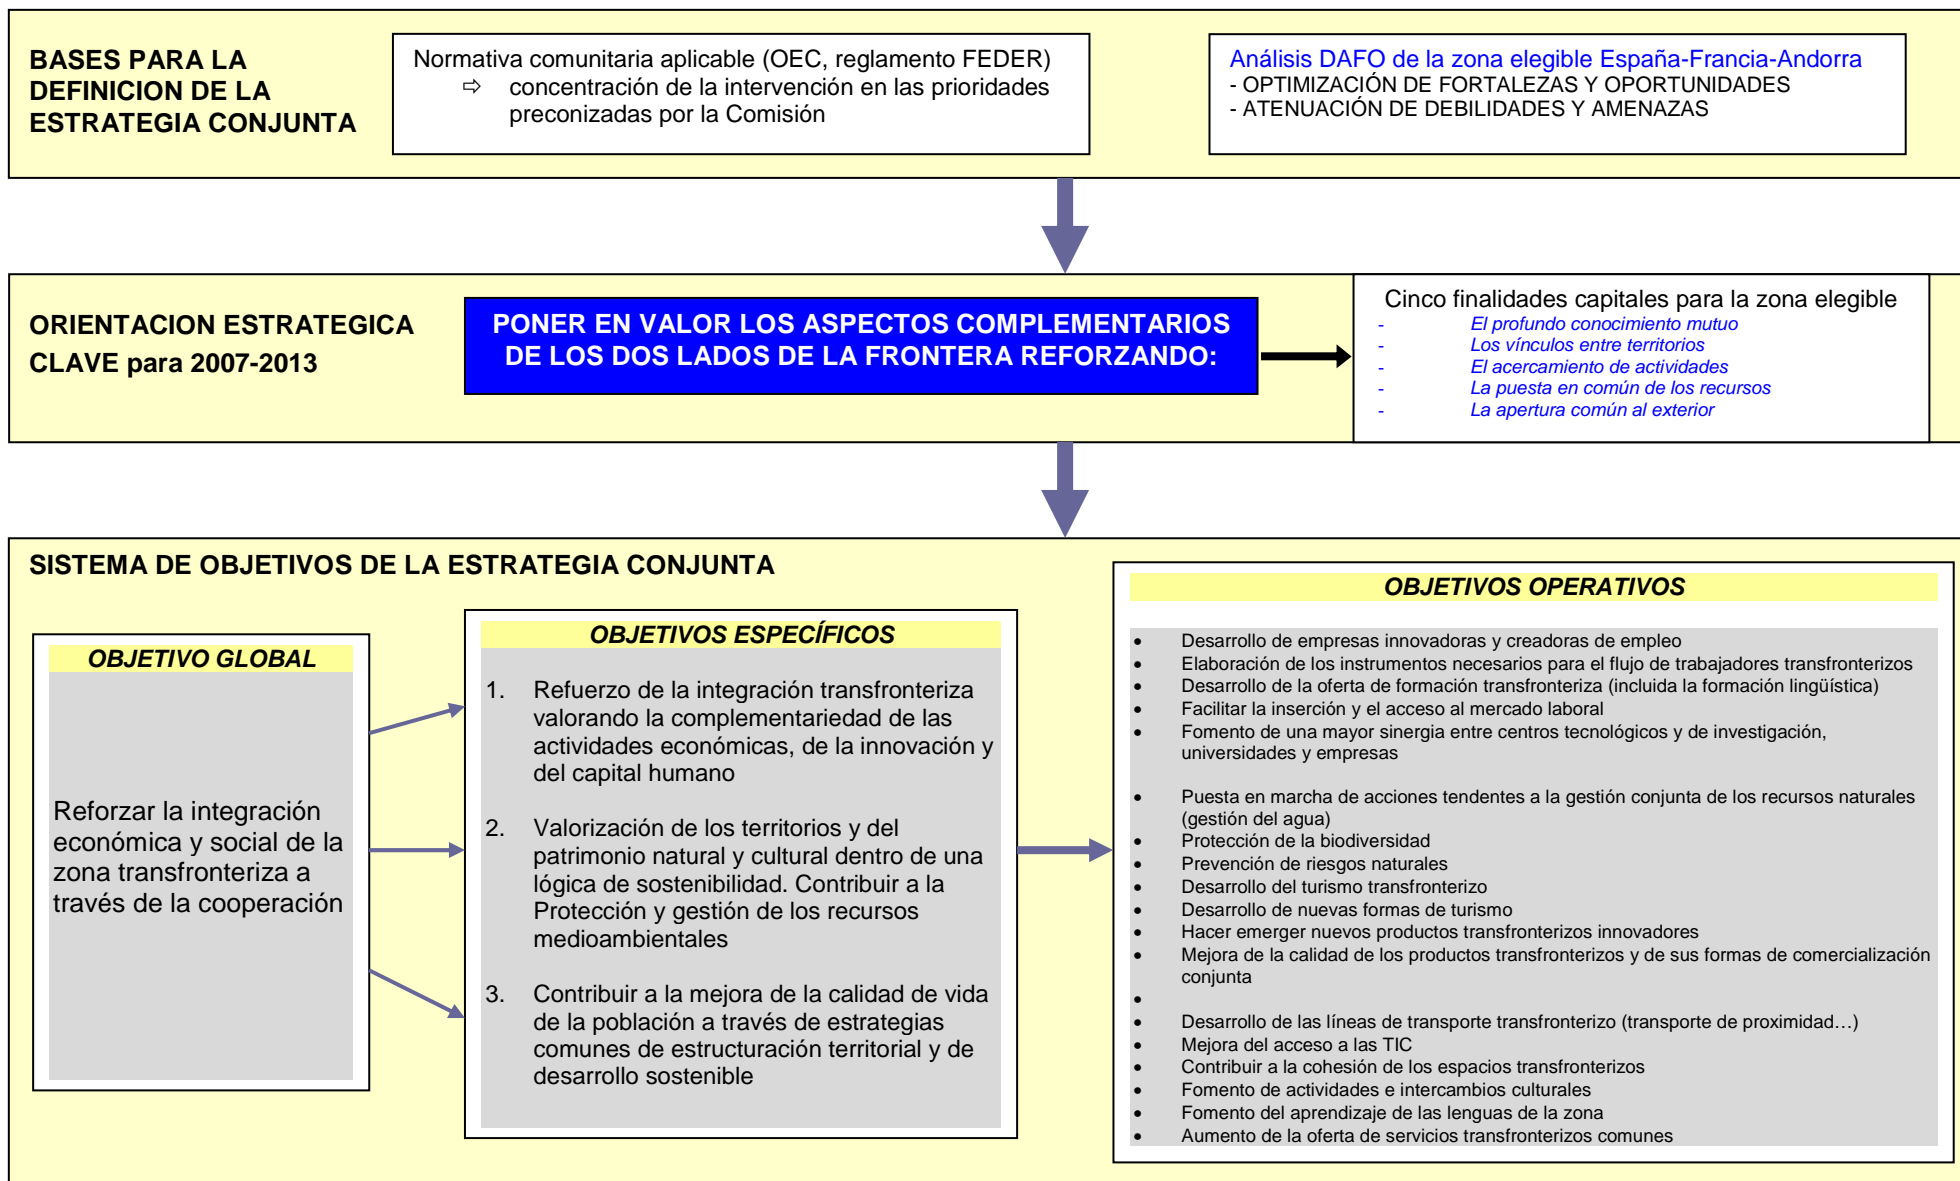 BASES PARA LA
DEFINICION DE LA
ESTRATEGIA CONJUNTA
Normativa comunitaria aplicable (OEC, reglamento FEDER)
⇨ concentración de la intervención en las prioridades
preconizadas por la Comisión
Análisis DAFO de la zona elegible España-Francia-Andorra
- OPTIMIZACIÓN DE FORTALEZAS Y OPORTUNIDADES
- ATENUACIÓN DE DEBILIDADES Y AMENAZAS
ORIENTACION ESTRATEGICA
CLAVE para 2007-2013
PONER EN VALOR LOS ASPECTOS COMPLEMENTARIOS
DE LOS DOS LADOS DE LA FRONTERA REFORZANDO:
Cinco finalidades capitales para la zona elegible
- El profundo conocimiento mutuo
- Los vínculos entre territorios
- El acercamiento de actividades
- La puesta en común de los recursos
- La apertura común al exterior
SISTEMA DE OBJETIVOS DE LA ESTRATEGIA CONJUNTA
OBJETIVO GLOBAL
Reforzar la integración
económica y social de la
zona transfronteriza a
través de la cooperación
OBJETIVOS ESPECÍFICOS
1. Refuerzo de la integración transfronteriza
valorando la complementariedad de las
actividades económicas, de la innovación y
del capital humano
2. Valorización de los territorios y del
patrimonio natural y cultural dentro de una
lógica de sostenibilidad. Contribuir a la
Protección y gestión de los recursos
medioambientales
3. Contribuir a la mejora de la calidad de vida
de la población a través de estrategias
comunes de estructuración territorial y de
desarrollo sostenible
OBJETIVOS OPERATIVOS
• Desarrollo de empresas innovadoras y creadoras de empleo
• Elaboración de los instrumentos necesarios para el flujo de trabajadores transfronterizos
• Desarrollo de la oferta de formación transfronteriza (incluida la formación lingüística)
• Facilitar la inserción y el acceso al mercado laboral
• Fomento de una mayor sinergia entre centros tecnológicos y de investigación,
universidades y empresas
• Puesta en marcha de acciones tendentes a la gestión conjunta de los recursos naturales
(gestión del agua)
• Protección de la biodiversidad
• Prevención de riesgos naturales
• Desarrollo del turismo transfronterizo
• Desarrollo de nuevas formas de turismo
• Hacer emerger nuevos productos transfronterizos innovadores
• Mejora de la calidad de los productos transfronterizos y de sus formas de comercialización
conjunta
•
• Desarrollo de las líneas de transporte transfronterizo (transporte de proximidad…)
• Mejora del acceso a las TIC
• Contribuir a la cohesión de los espacios transfronterizos
• Fomento de actividades e intercambios culturales
• Fomento del aprendizaje de las lenguas de la zona
• Aumento de la oferta de servicios transfronterizos comunes